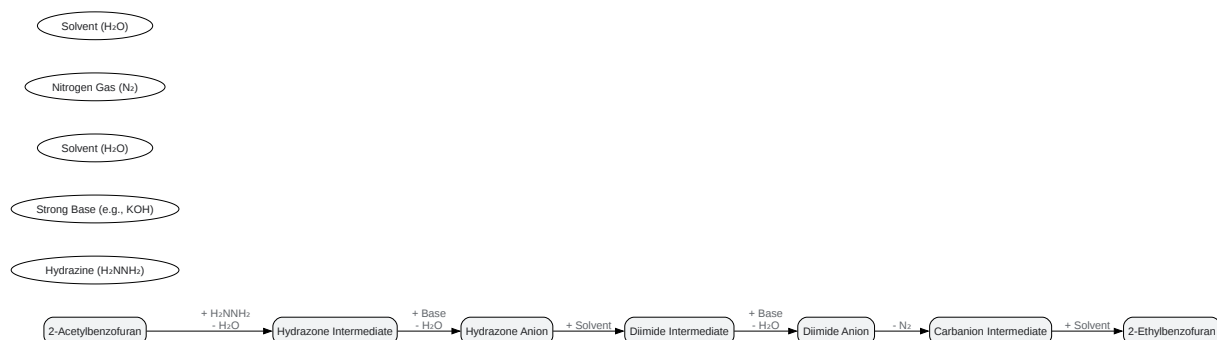 Solvent (H₂O)
Nitrogen Gas (N₂)
Solvent (H₂O)
Strong Base (e.g., KOH)
Hydrazine (H₂NNH₂)
2-Acetylbenzofuran
+ H₂NNH₂
- H₂O
Hydrazone Intermediate
+ Base
- H₂O
Hydrazone Anion
+ Solvent
Diimide Intermediate
+ Base
- H₂O
Diimide Anion
- N₂
Carbanion Intermediate
+ Solvent
2-Ethylbenzofuran